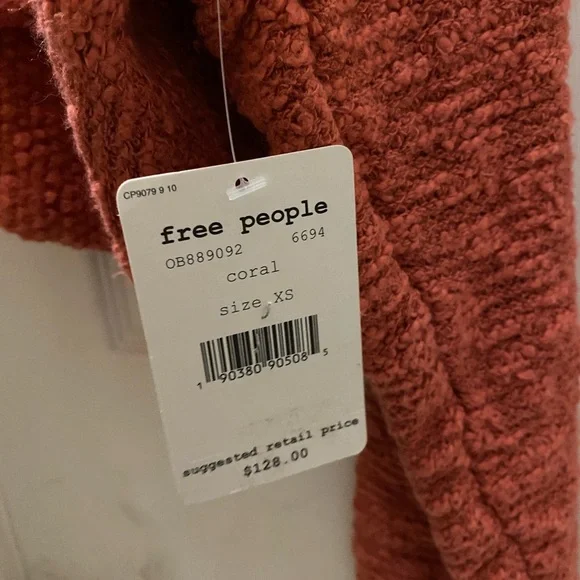 CP9079 9 10
free people
OB889092 6694
coral
size XS
1 90380 90508 5
suggested retail price
$128.00